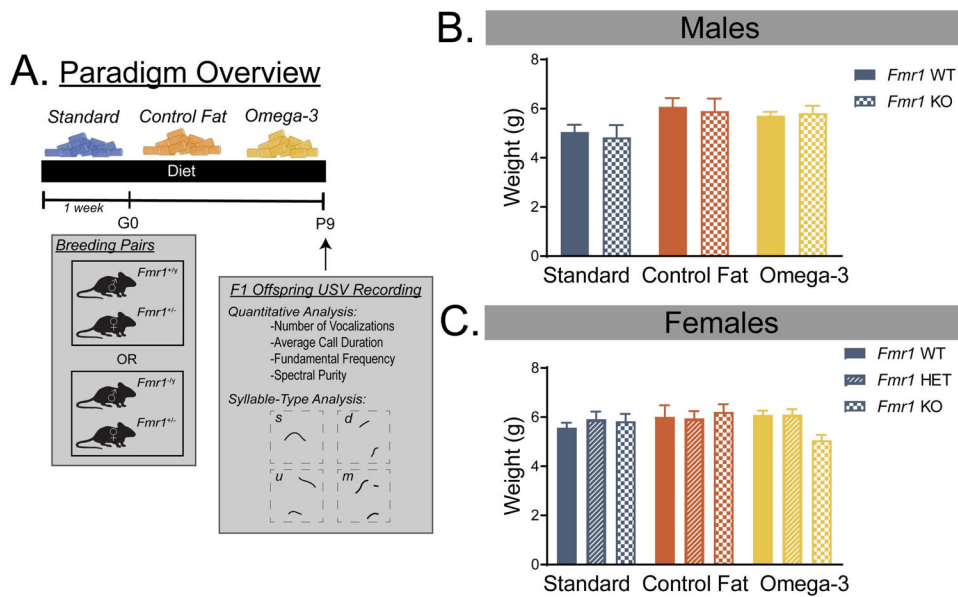 A. Paradigm Overview
Standard Control Fat Omega-3
Diet
1 week
G0 P9
Breeding Pairs
Fmr1+/y
Fmr1+/-
OR
Fmr1-/y
Fmr1+/-
F1 Offspring USV Recording
Quantitative Analysis:
-Number of Vocalizations
-Average Call Duration
-Fundamental Frequency
-Spectral Purity
Syllable-Type Analysis:
s d
u m
B. Males
Fmr1 WT
Fmr1 KO
Weight (g)
8
6
4
2
0
Standard Control Fat Omega-3
C. Females
Fmr1 WT
Fmr1 HET
Fmr1 KO
Weight (g)
8
6
4
2
0
Standard Control Fat Omega-3